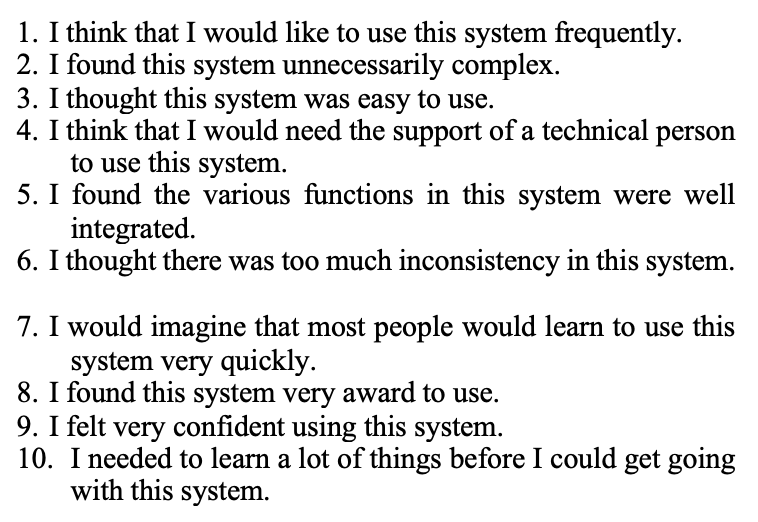 1. I think that I would like to use this system frequently.
2. I found this system unnecessarily complex.
3. I thought this system was easy to use.
4. I think that I would need the support of a technical person
to use this system.
5. I found the various functions in this system were well
integrated.
6. I thought there was too much inconsistency in this system.
7. I would imagine that most people would learn to use this
system very quickly.
8. I found this system very award to use.
9. I felt very confident using this system.
10. I needed to learn a lot of things before I could get going
with this system.